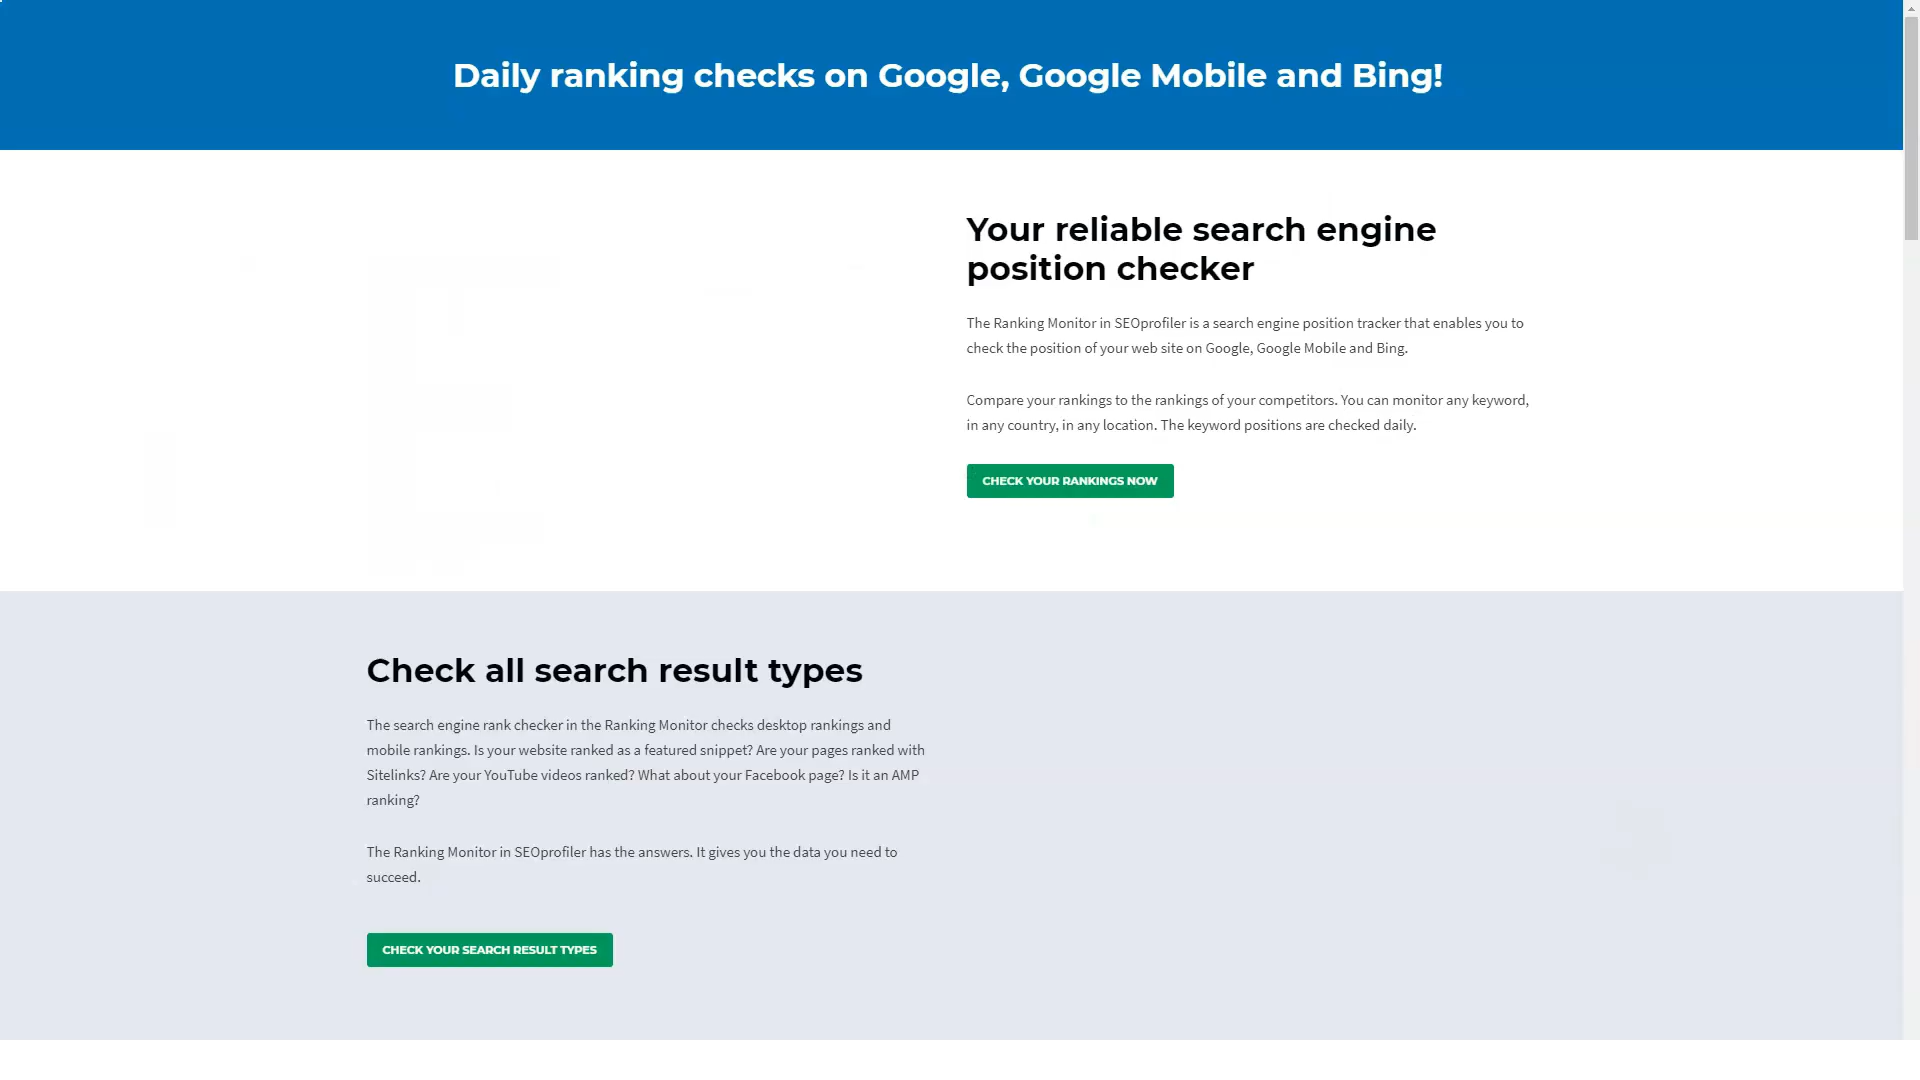 Daily ranking checks on Google, Google Mobile and Bing!
Your reliable search engine
position checker
The Ranking Monitor in SEOprofiler is a search engine position tracker that enables you to
check the position of your web site on Google, Google Mobile and Bing.
Compare your rankings to the rankings of your competitors. You can monitor any keyword,
in any country, in any location. The keyword positions are checked daily.
CHECK YOUR RANKINGS NOW
Check all search result types
The search engine rank checker in the Ranking Monitor checks desktop rankings and
mobile rankings. Is your website ranked as a featured snippet? Are your pages ranked with
Sitelinks? Are your YouTube videos ranked? What about your Facebook page? Is it an AMP
ranking?
The Ranking Monitor in SEOprofiler has the answers. It gives you the data you need to
succeed.
CHECK YOUR SEARCH RESULT TYPES